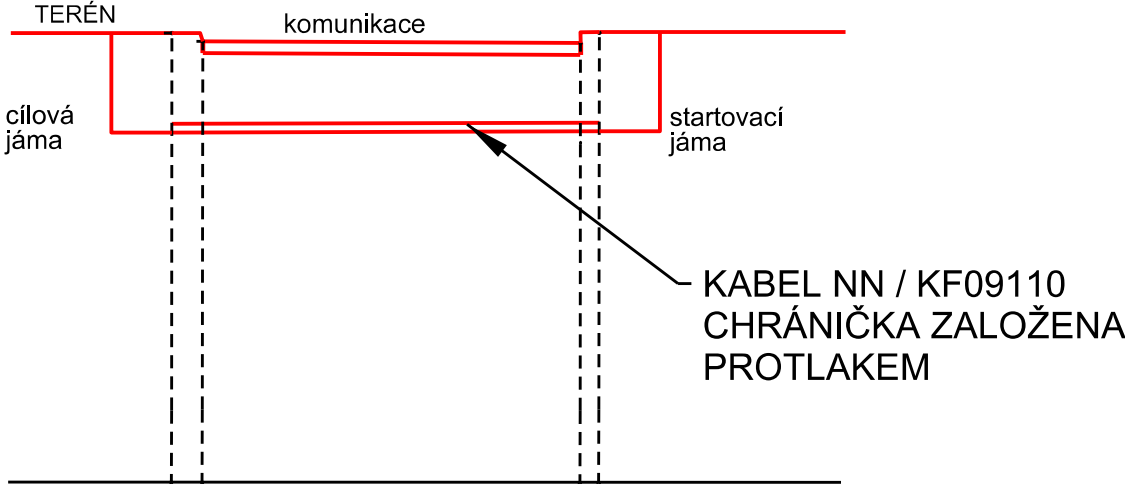 TERÉN
komunikace
cílová
jáma
startovací
jáma
KABEL NN / KF09110
CHRÁNIČKA ZALOŽENA
PROTLAKEM